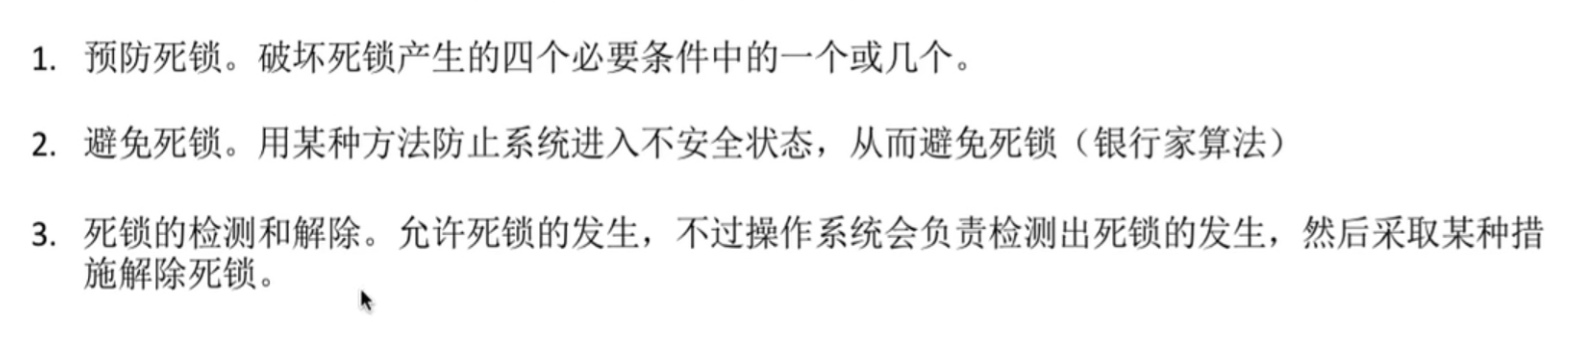 1. 预防死锁。破坏死锁产生的四个必要条件中的一个或几个。
2. 避免死锁。用某种方法防止系统进入不安全状态，从而避免死锁（银行家算法）
3. 死锁的检测和解除。允许死锁的发生，不过操作系统会负责检测出死锁的发生，然后采取某种措
施解除死锁。